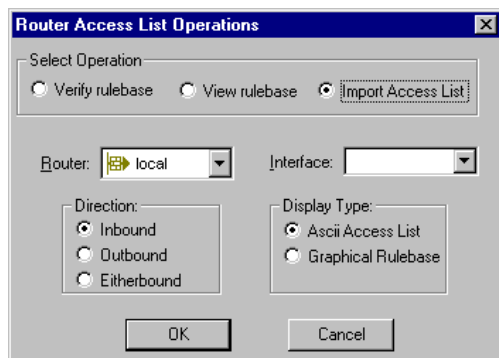 Router Access List Operations
Select Operation
Verify rulebase View rulebase Import Access List
Router: local Interface:
Direction: Display Type:
Inbound Ascii Access List
Outbound Graphical Rulebase
Eitherbound
OK Cancel